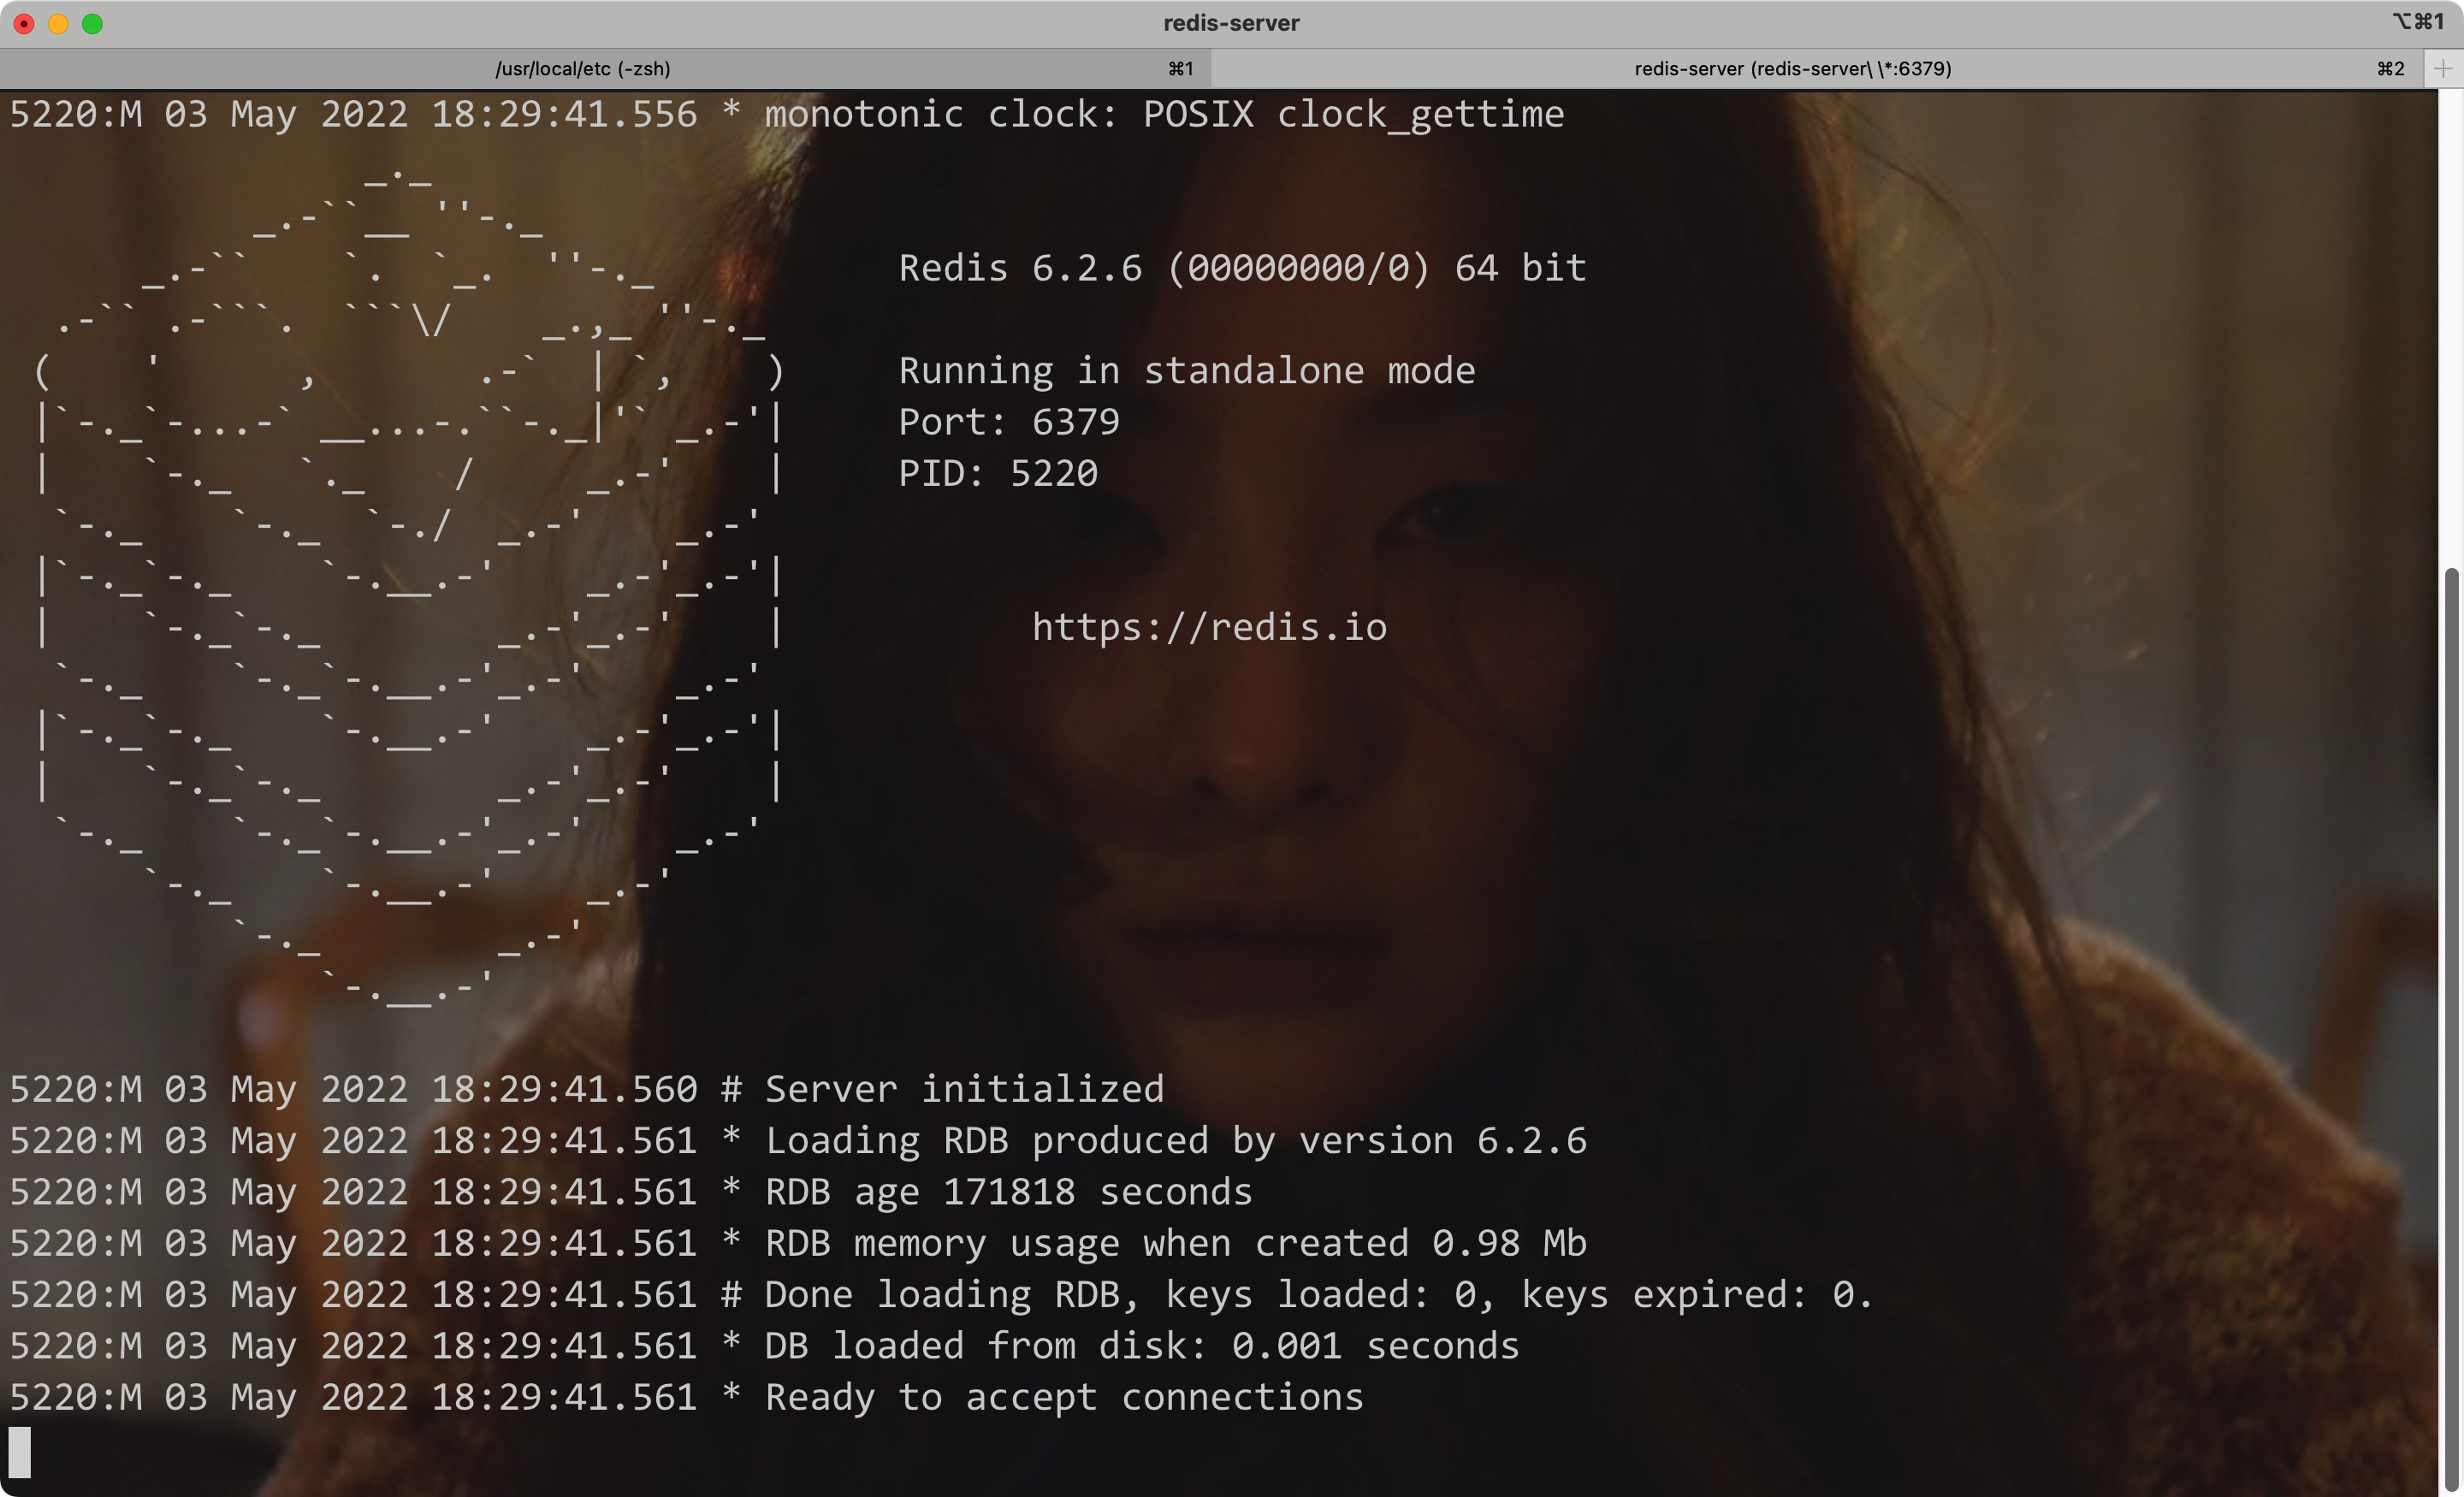 redis-server ⌥⌘1
/usr/local/etc (-zsh) ⌘1 redis-server (redis-server\ \*:6379) ⌘2
5220:M 03 May 2022 18:29:41.556 * monotonic clock: POSIX clock_gettime
Redis 6.2.6 (00000000/0) 64 bit
Running in standalone mode
Port: 6379
PID: 5220
https://redis.io
5220:M 03 May 2022 18:29:41.560 # Server initialized
5220:M 03 May 2022 18:29:41.561 * Loading RDB produced by version 6.2.6
5220:M 03 May 2022 18:29:41.561 * RDB age 171818 seconds
5220:M 03 May 2022 18:29:41.561 * RDB memory usage when created 0.98 Mb
5220:M 03 May 2022 18:29:41.561 # Done loading RDB, keys loaded: 0, keys expired: 0.
5220:M 03 May 2022 18:29:41.561 * DB loaded from disk: 0.001 seconds
5220:M 03 May 2022 18:29:41.561 * Ready to accept connections